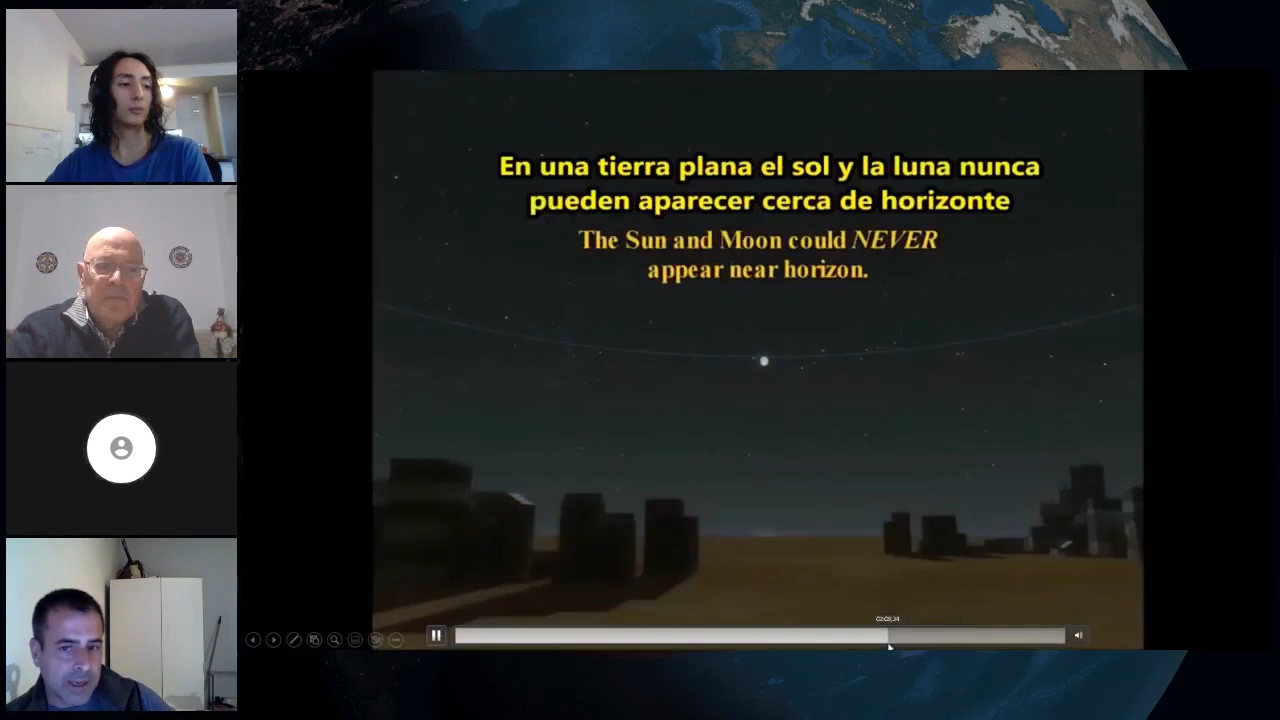 En una tierra plana el sol y la luna nunca
pueden aparecer cerca de horizonte
The Sun and Moon could NEVER
appear near horizon.